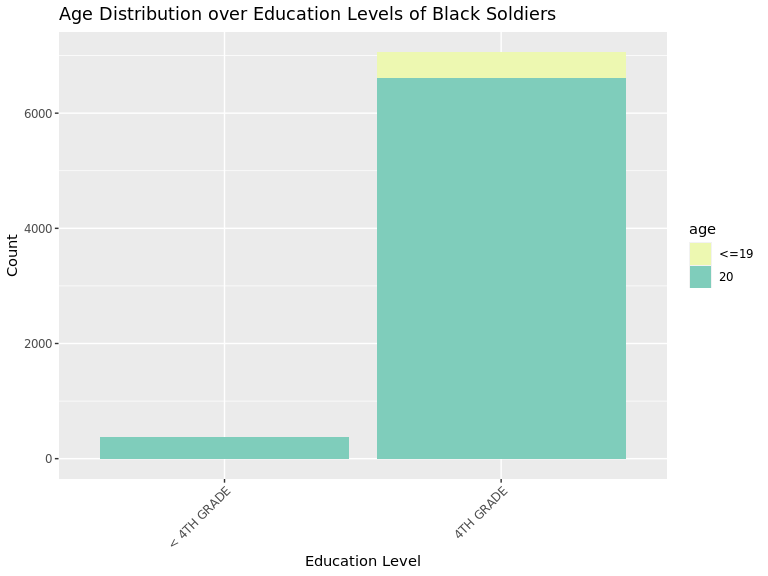 Age Distribution over Education Levels of Black Soldiers
Count
6000
4000
2000
0
< 4TH GRADE
4TH GRADE
Education Level
age
<=19
20